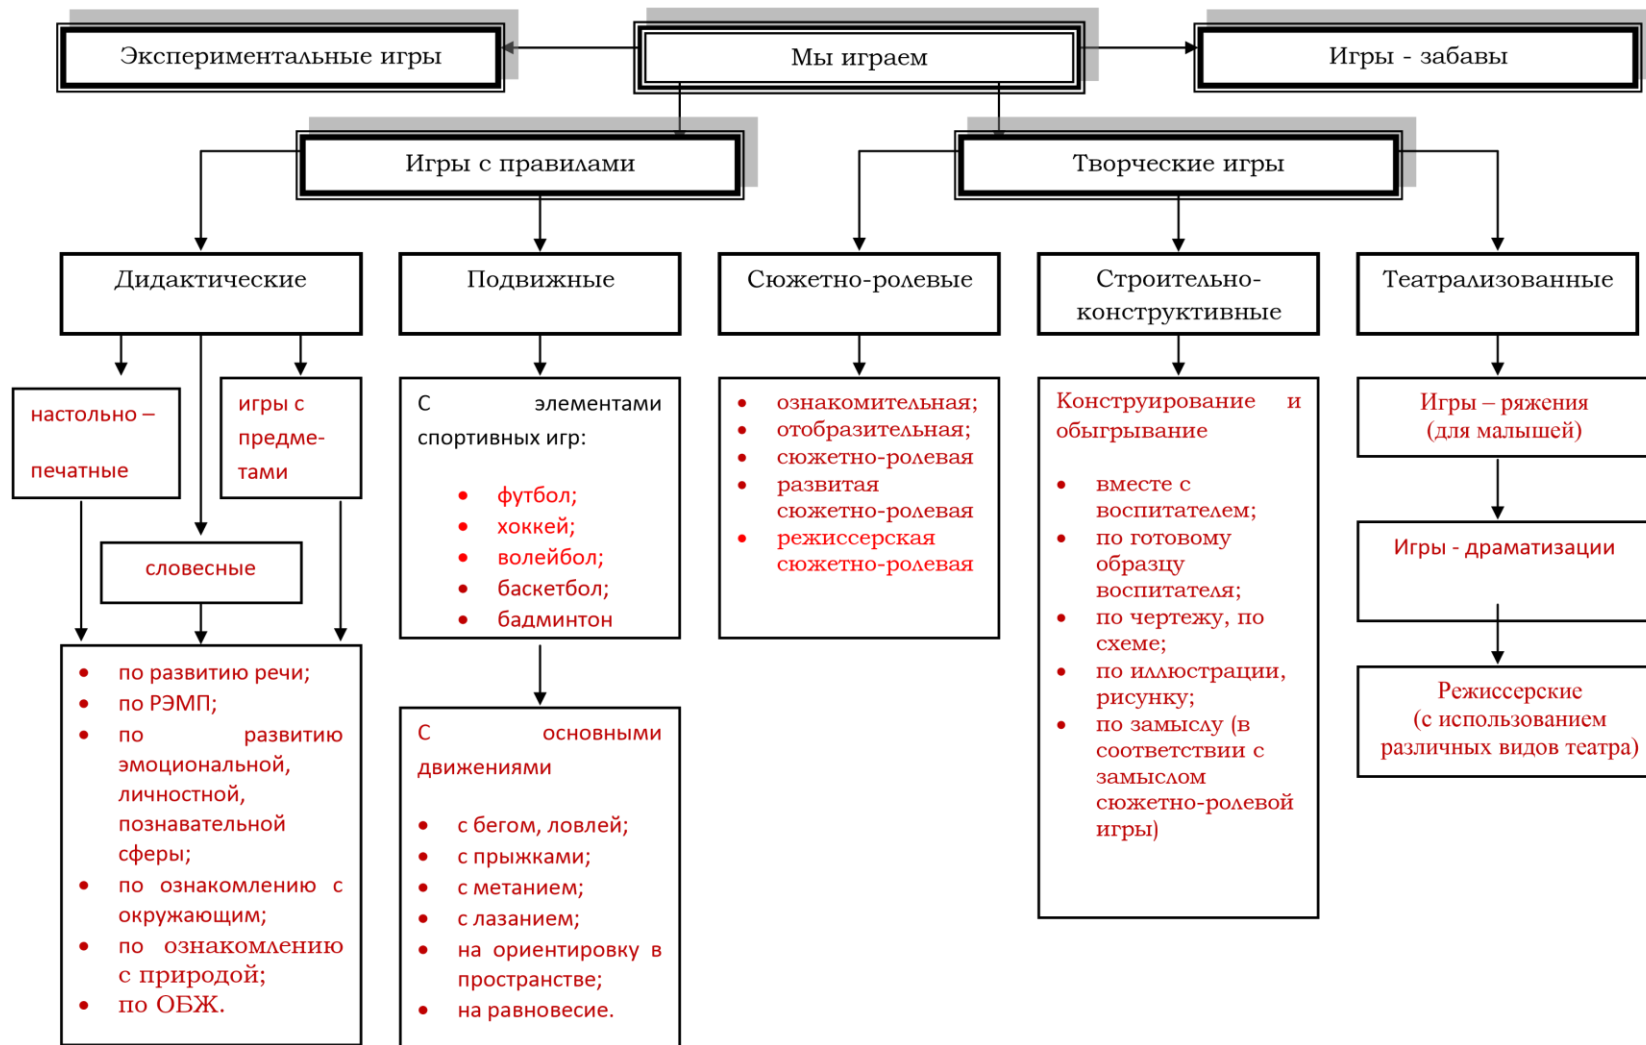 Экспериментальные игры
Мы играем
Игры - забавы
Игры с правилами
Творческие игры
Дидактические
Подвижные
Сюжетно-ролевые
Строительно-
конструктивные
Театрализованные
настольно –
печатные
игры с
предме-
тами
словесные
• по развитию речи;
• по РЭМП;
• по развитию
эмоциональной,
личностной,
познавательной
сферы;
• по ознакомлению с
окружающим;
• по ознакомлению
с природой;
• по ОБЖ.
С элементами
спортивных игр:
• футбол;
• хоккей;
• волейбол;
• баскетбол;
• бадминтон
С основными
движениями
• с бегом, ловлей;
• с прыжками;
• с метанием;
• с лазанием;
• на ориентировку в
пространстве;
• на равновесие.
• ознакомительная;
• отобразительная;
• сюжетно-ролевая
• развитая
сюжетно-ролевая
• режиссерская
сюжетно-ролевая
Конструирование и
обыгрывание
• вместе с
воспитателем;
• по готовому
образцу
воспитателя;
• по чертежу, по
схеме;
• по иллюстрации,
рисунку;
• по замыслу (в
соответствии с
замыслом
сюжетно-ролевой
игры)
Игры – ряжения
(для малышей)
Игры - драматизации
Режиссерские
(с использованием
различных видов театра)